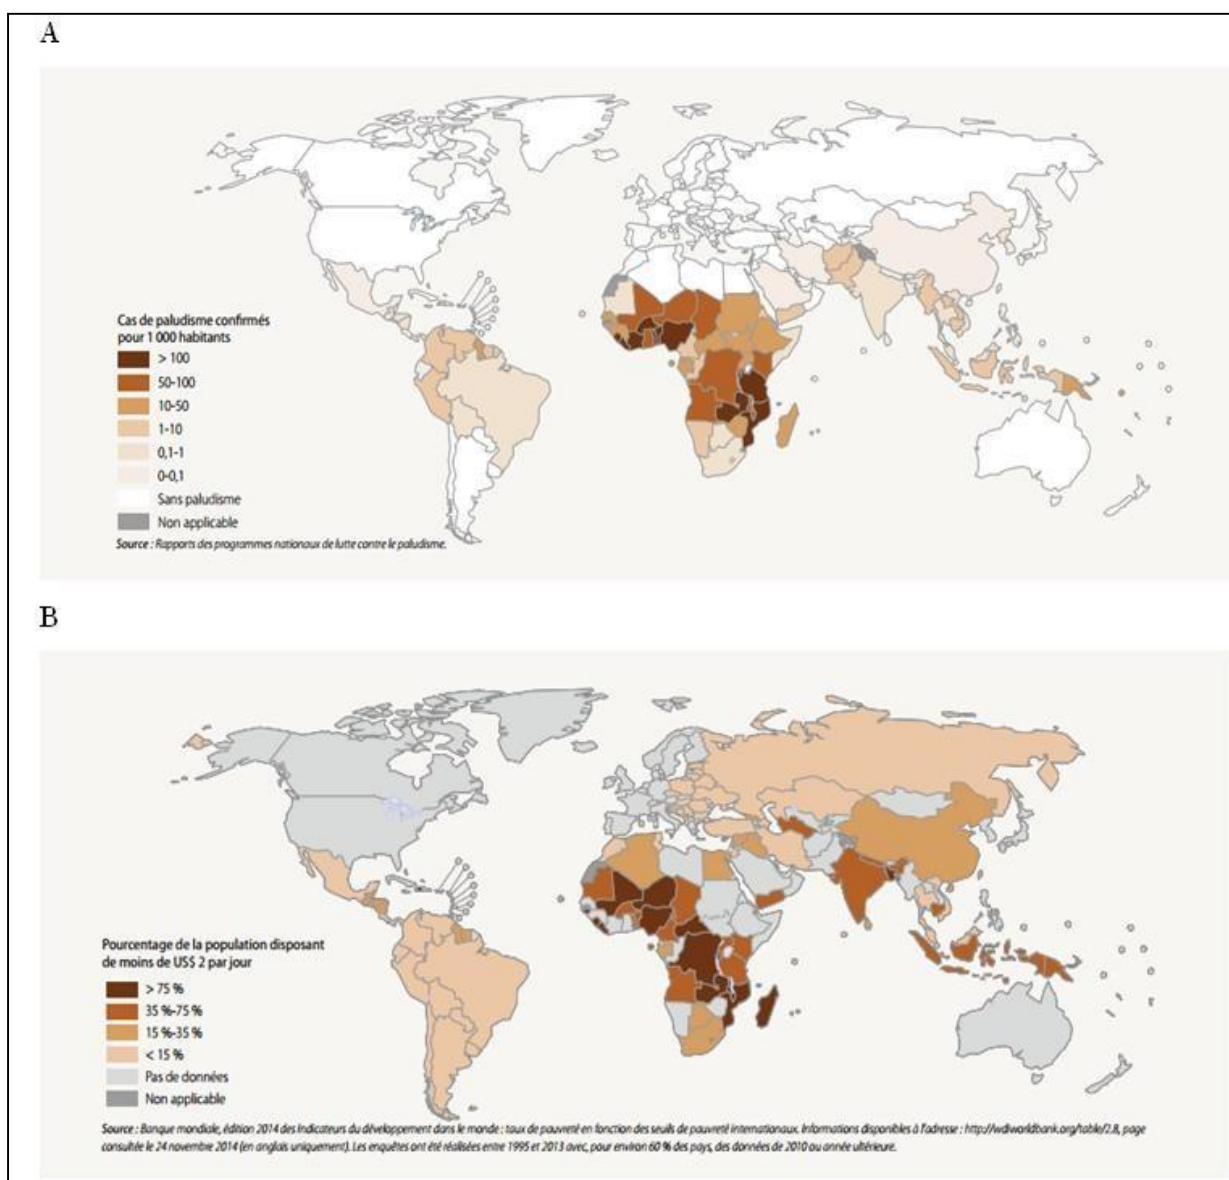 A
Cas de paludisme confirmés
pour 1 000 habitants
> 100
50-100
10-50
1-10
0,1-1
0-0,1
Sans paludisme
Non applicable
Source : Rapports des programmes nationaux de lutte contre le paludisme.
B
Pourcentage de la population disposant
de moins de US$ 2 par jour
> 75 %
35 %-75 %
15 %-35 %
< 15 %
Pas de données
Non applicable
Source : Banque mondiale, édition 2014 des Indicateurs du développement dans le monde : taux de pauvreté en fonction des seuils de pauvreté internationaux. Informations disponibles à l'adresse : http://wdiworldbank.org/table/2.8, page
consultée le 24 novembre 2014 (en anglais uniquement). Les enquêtes ont été réalisées entre 1995 et 2013 avec, pour environ 60 % des pays, des données de 2010 ou année ultérieure.